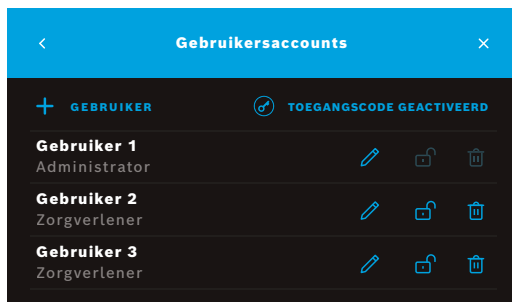 Gebruikersaccounts
GEBRUIKER
TOEGANGSCODE GEACTIVEERD
Gebruiker 1
Administrator
Gebruiker 2
Zorgverlener
Gebruiker 3
Zorgverlener